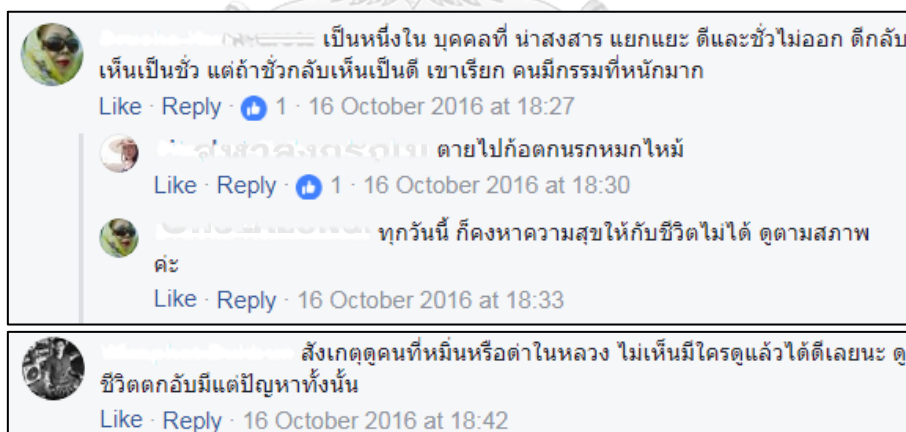 เป็นหนึ่งใน บุคคลที่ น่าสงสาร แยกแยะ ดีและชั่วไม่ออก ดีกลับ
เห็นเป็นชั่ว แต่ถ้าชั่วกลับเห็นเป็นดี เขาเรียก คนมีกรรมที่หนักมาก
Like · Reply · 1 · 16 October 2016 at 18:27
ตายไปก้อตกนรกหมกไหม้
Like · Reply · 1 · 16 October 2016 at 18:30
ทุกวันนี้ ก็คงหาความสุขให้กับชีวิตไม่ได้ ดูตามสภาพ
ค่ะ
Like · Reply · 16 October 2016 at 18:33
สังเกตุดูคนที่หมิ่นหรือด่าในหลวง ไม่เห็นมีใครดูแล้วได้ดีเลยนะ ดู
ชีวิตตกอับมีแต่ปัญหาทั้งนั้น
Like · Reply · 16 October 2016 at 18:42